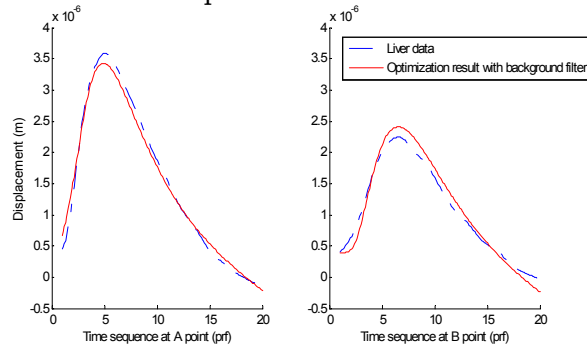 x 10^-6
4
3.5
3
2.5
2
1.5
1
0.5
0
-0.5
Displacement (m)
0 5 10 15 20
Time sequence at A point (prf)
x 10^-6
4
3.5
3
2.5
2
1.5
1
0.5
0
-0.5
0 5 10 15 20
Time sequence at B point (prf)
Liver data
Optimization result with background filter